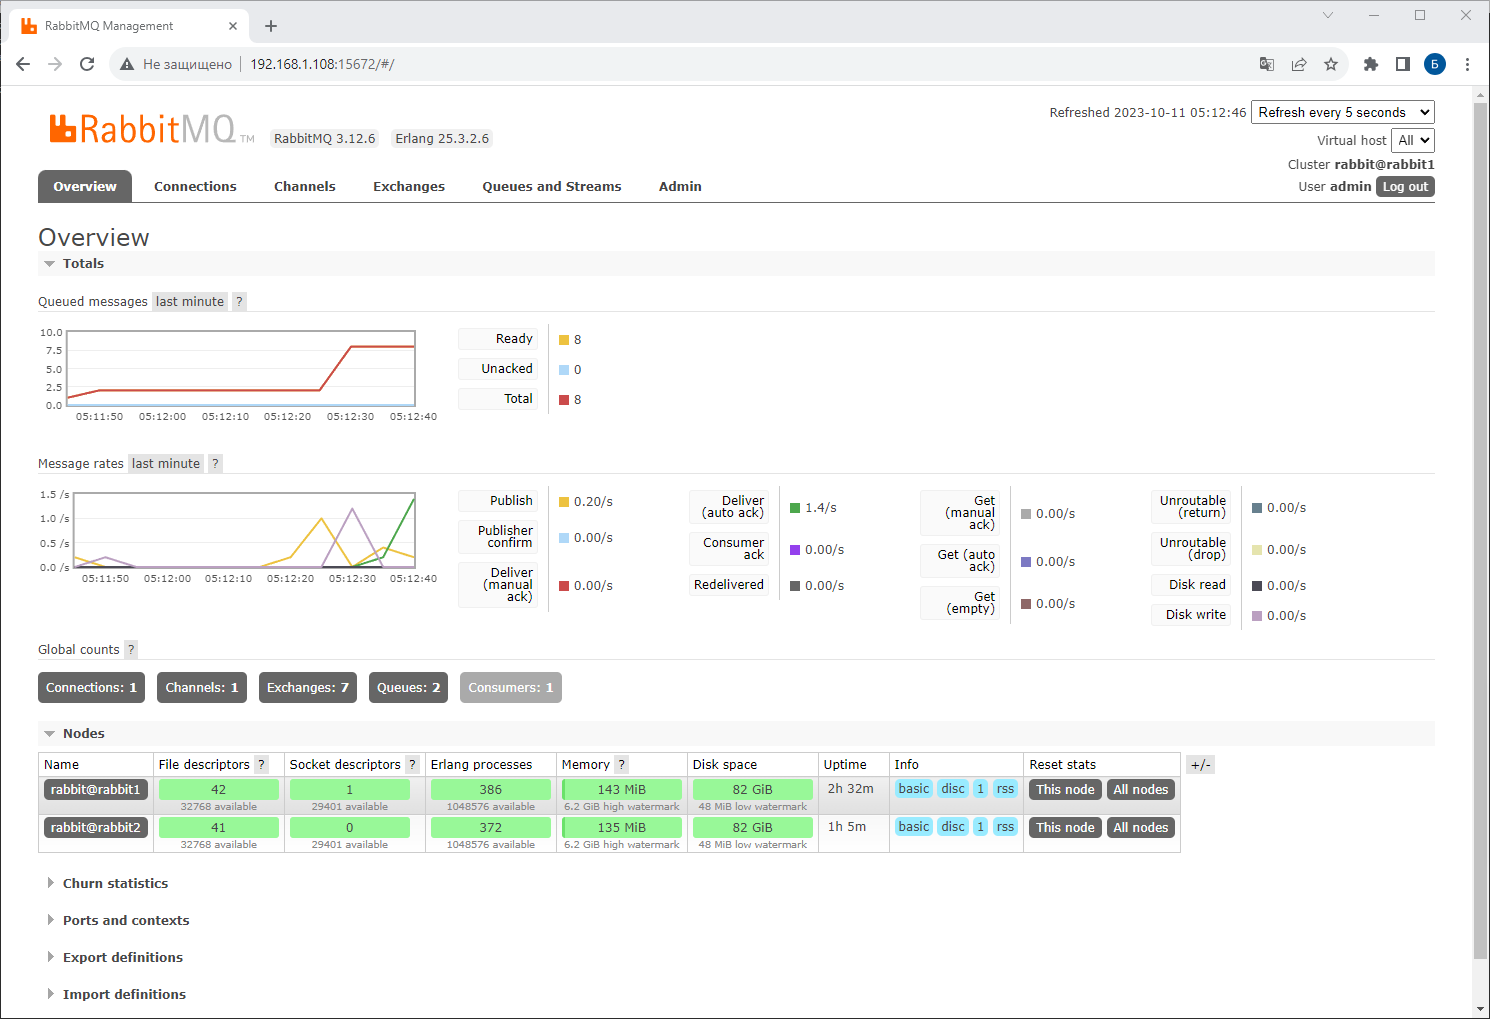 RabbitMQ Management
Не защищено 192.168.1.108:15672/#/
Б
Refreshed 2023-10-11 05:12:46 Refresh every 5 seconds
RabbitMQ TM RabbitMQ 3.12.6 Erlang 25.3.2.6
Virtual host All
Cluster rabbit@rabbit1
User admin Log out
Overview Connections Channels Exchanges Queues and Streams Admin
Overview
Totals
Queued messages last minute ?
10.0
7.5
5.0
2.5
0.0
05:11:50 05:12:00 05:12:10 05:12:20 05:12:30 05:12:40
Ready 8
Unacked 0
Total 8
Message rates last minute ?
1.5 /s
1.0 /s
0.5 /s
0.0 /s
05:11:50 05:12:00 05:12:10 05:12:20 05:12:30 05:12:40
Publish 0.20/s
Publisher
confirm 0.00/s
Deliver
(manual
ack) 0.00/s
Deliver
(auto ack) 1.4/s
Consumer
ack 0.00/s
Redelivered 0.00/s
Get
(manual
ack) 0.00/s
Get (auto
ack) 0.00/s
Get
(empty) 0.00/s
Unroutable
(return) 0.00/s
Unroutable
(drop) 0.00/s
Disk read 0.00/s
Disk write 0.00/s
Global counts ?
Connections: 1 Channels: 1 Exchanges: 7 Queues: 2 Consumers: 1
Nodes
Name File descriptors ? Socket descriptors ? Erlang processes Memory ? Disk space Uptime Info Reset stats +/-
rabbit@rabbit1 42 1 386 143 MiB 82 GiB 2h 32m basic disc 1 rss This node All nodes
32768 available 29401 available 1048576 available 6.2 GiB high watermark 48 MiB low watermark
rabbit@rabbit2 41 0 372 135 MiB 82 GiB 1h 5m basic disc 1 rss This node All nodes
32768 available 29401 available 1048576 available 6.2 GiB high watermark 48 MiB low watermark
Churn statistics
Ports and contexts
Export definitions
Import definitions